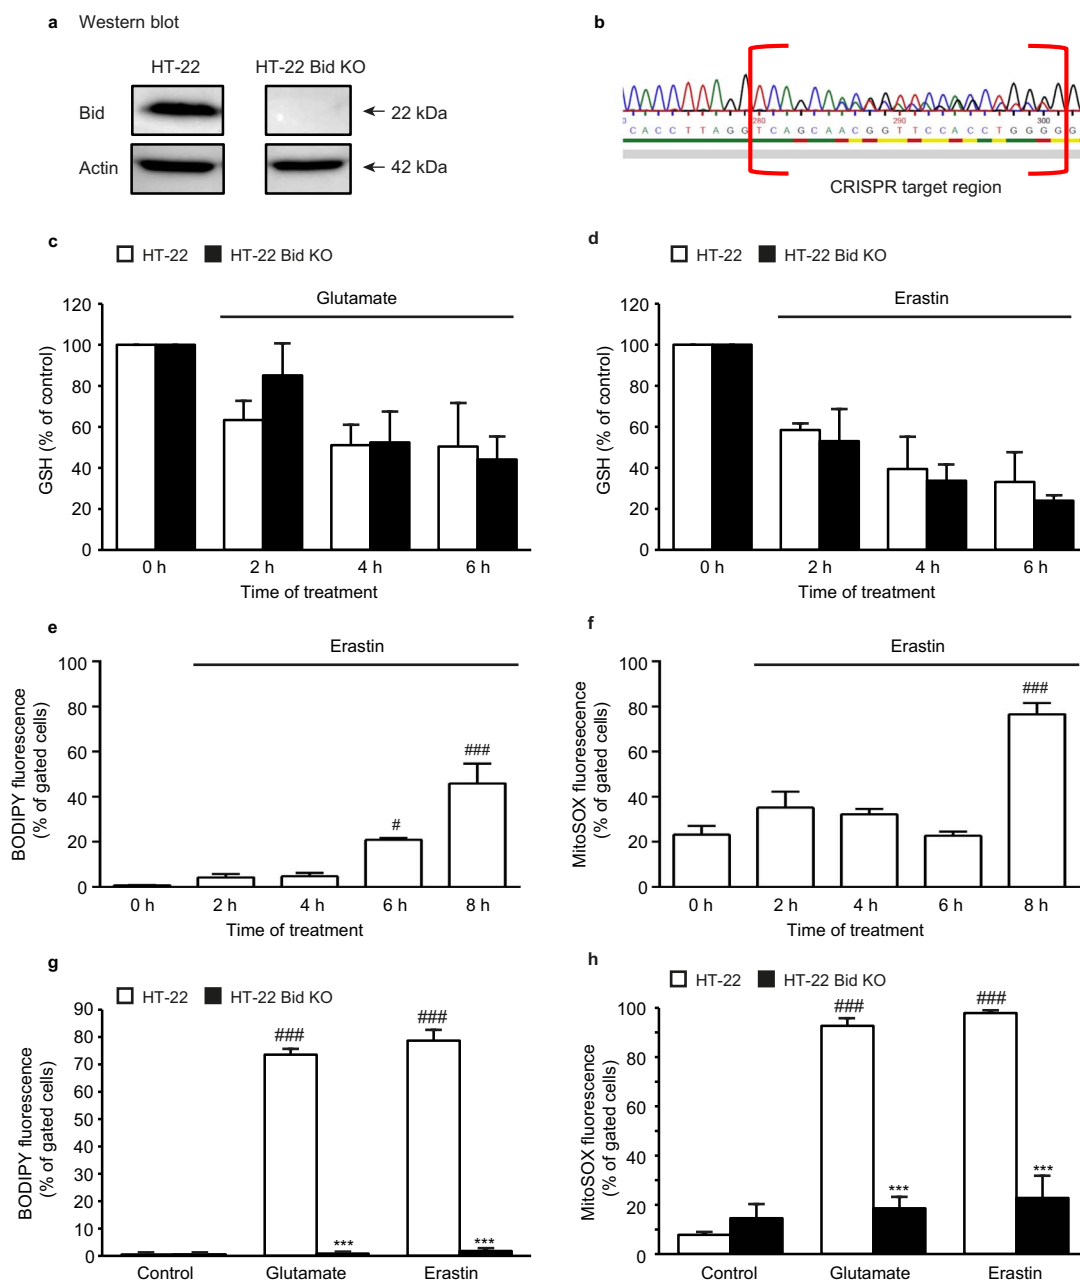 a Western blot
HT-22 HT-22 Bid KO
Bid 22 kDa
Actin 42 kDa
b
280 290 300
C A C C T T A G G T C A G C A A C G G T T C C A C C T G G G G G
CRISPR target region
c
HT-22 HT-22 Bid KO
Glutamate
GSH (% of control)
120
100
80
60
40
20
0
0 h 2 h 4 h 6 h
Time of treatment
d
HT-22 HT-22 Bid KO
Erastin
GSH (% of control)
120
100
80
60
40
20
0
0 h 2 h 4 h 6 h
Time of treatment
e
Erastin
BODIPY fluorescence
(% of gated cells)
100
80
60
40
20
0
#
###
0 h 2 h 4 h 6 h 8 h
Time of treatment
f
Erastin
MitoSOX fluoresecence
(% of gated cells)
100
80
60
40
20
0
###
0 h 2 h 4 h 6 h 8 h
Time of treatment
g
HT-22 HT-22 Bid KO
BODIPY fluorescence
(% of gated cells)
90
80
70
60
50
40
30
20
10
0
### ###
*** ***
Control Glutamate Erastin
h
HT-22 HT-22 Bid KO
MitoSOX fluorescence
(% of gated cells)
100
80
60
40
20
0
### ###
*** ***
Control Glutamate Erastin